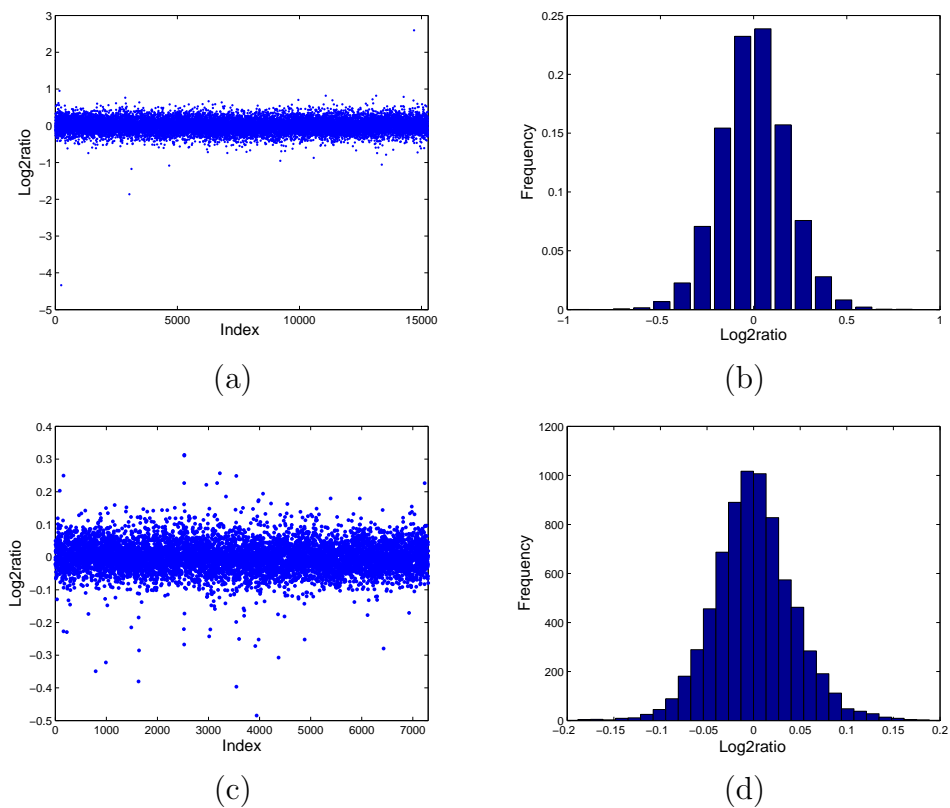 3
2
1
0
−1
−2
−3
−4
−5
Log2ratio
0 5000 10000 15000
Index
(a)
0.25
0.2
0.15
0.1
0.05
0
Frequency
−1 −0.5 0 0.5 1
Log2ratio
(b)
0.4
0.3
0.2
0.1
0
−0.1
−0.2
−0.3
−0.4
−0.5
Log2ratio
0 1000 2000 3000 4000 5000 6000 7000
Index
(c)
1200
1000
800
600
400
200
0
Frequency
−0.2 −0.15 −0.1 −0.05 0 0.05 0.1 0.15 0.2
Log2ratio
(d)